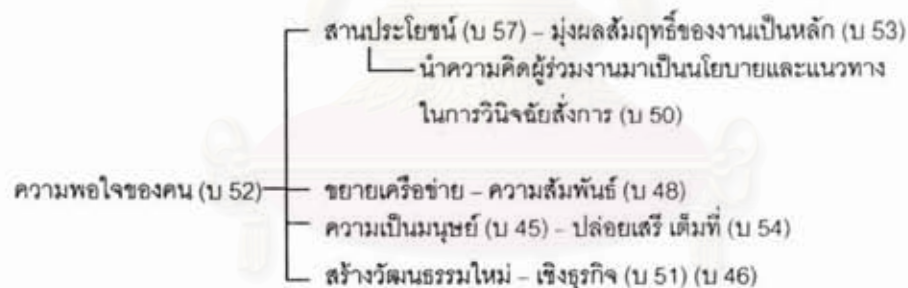 สานประโยชน์ (บ 57) – มุ่งผลสัมฤทธิ์ของงานเป็นหลัก (บ 53)
นำความคิดผู้ร่วมงานมาเป็นนโยบายและแนวทาง
ในการวินิจฉัยสั่งการ (บ 50)
ความพอใจของคน (บ 52)
ขยายเครือข่าย – ความสัมพันธ์ (บ 48)
ความเป็นมนุษย์ (บ 45) – ปล่อยเสรี เต็มที่ (บ 54)
สร้างวัฒนธรรมใหม่ – เชิงธุรกิจ (บ 51) (บ 46)